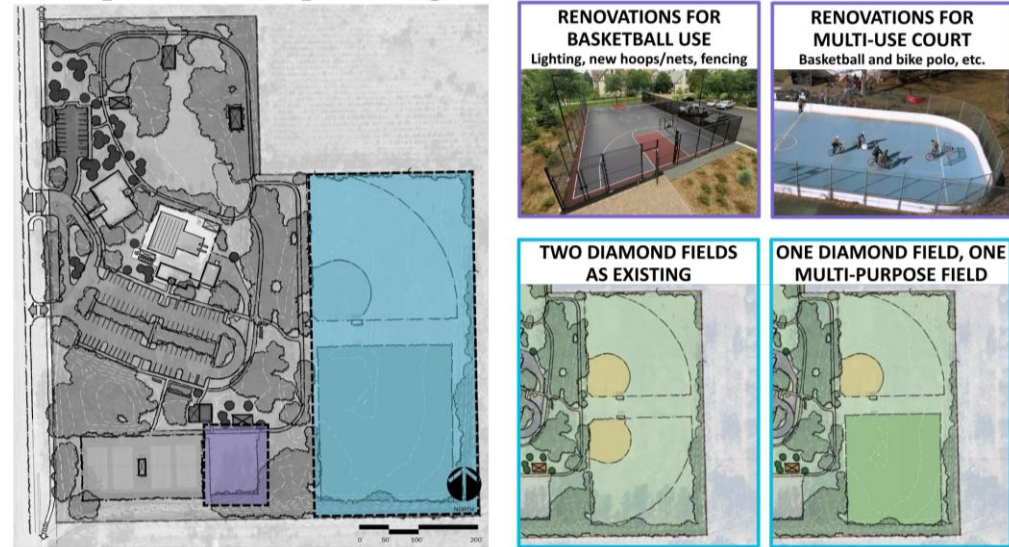 RENOVATIONS FOR
BASKETBALL USE
Lighting, new hoops/nets, fencing
RENOVATIONS FOR
MULTI-USE COURT
Basketball and bike polo, etc.
TWO DIAMOND FIELDS
AS EXISTING
ONE DIAMOND FIELD, ONE
MULTI-PURPOSE FIELD
NORTH
0 50 100 200